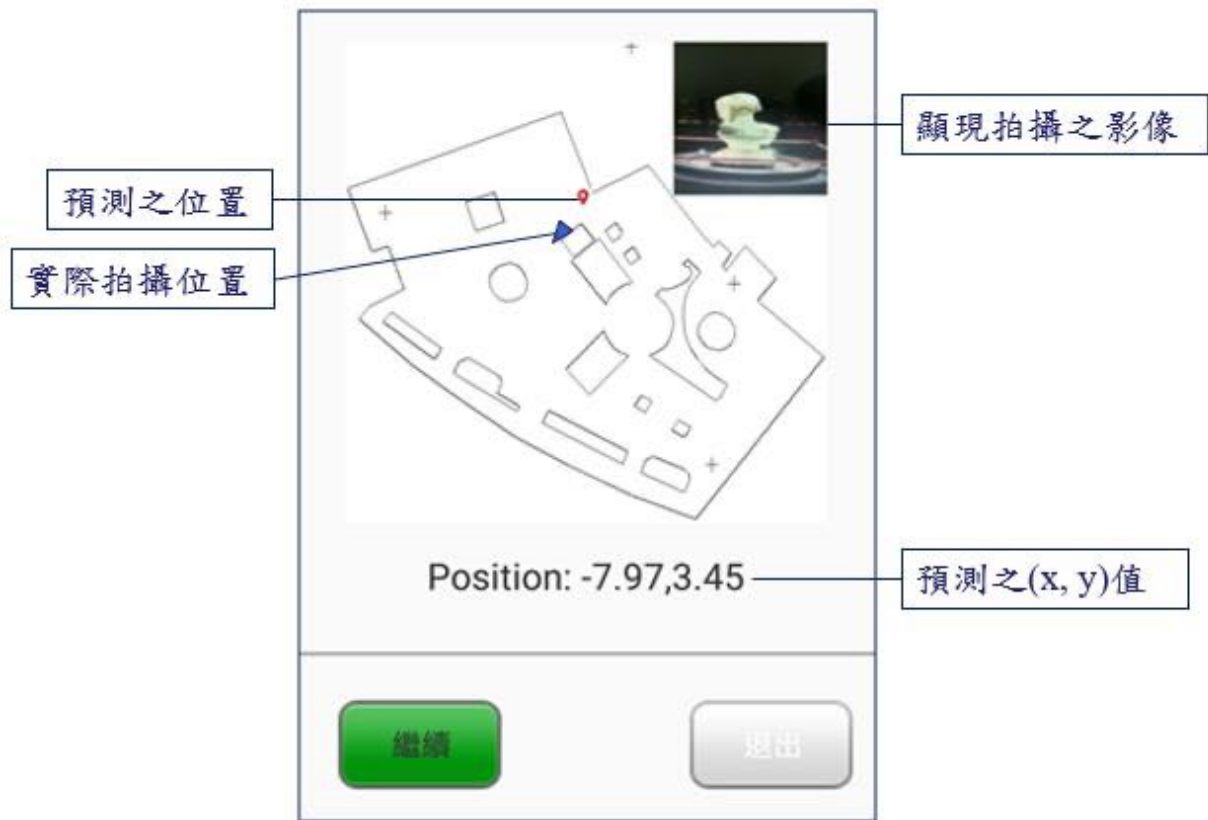 顯現拍攝之影像
預測之位置
實際拍攝位置
Position: -7.97,3.45
預測之(x, y)值
繼續
退出